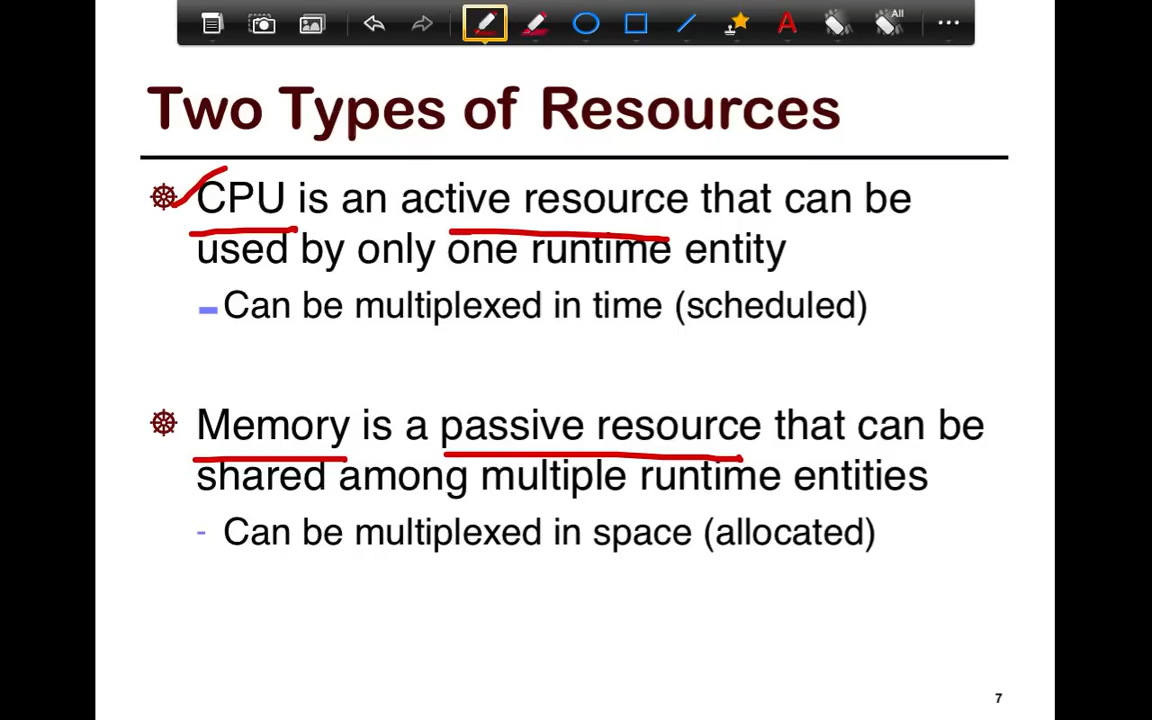 A
All
Two Types of Resources
CPU is an active resource that can be
used by only one runtime entity
Can be multiplexed in time (scheduled)
Memory is a passive resource that can be
shared among multiple runtime entities
- Can be multiplexed in space (allocated)
7